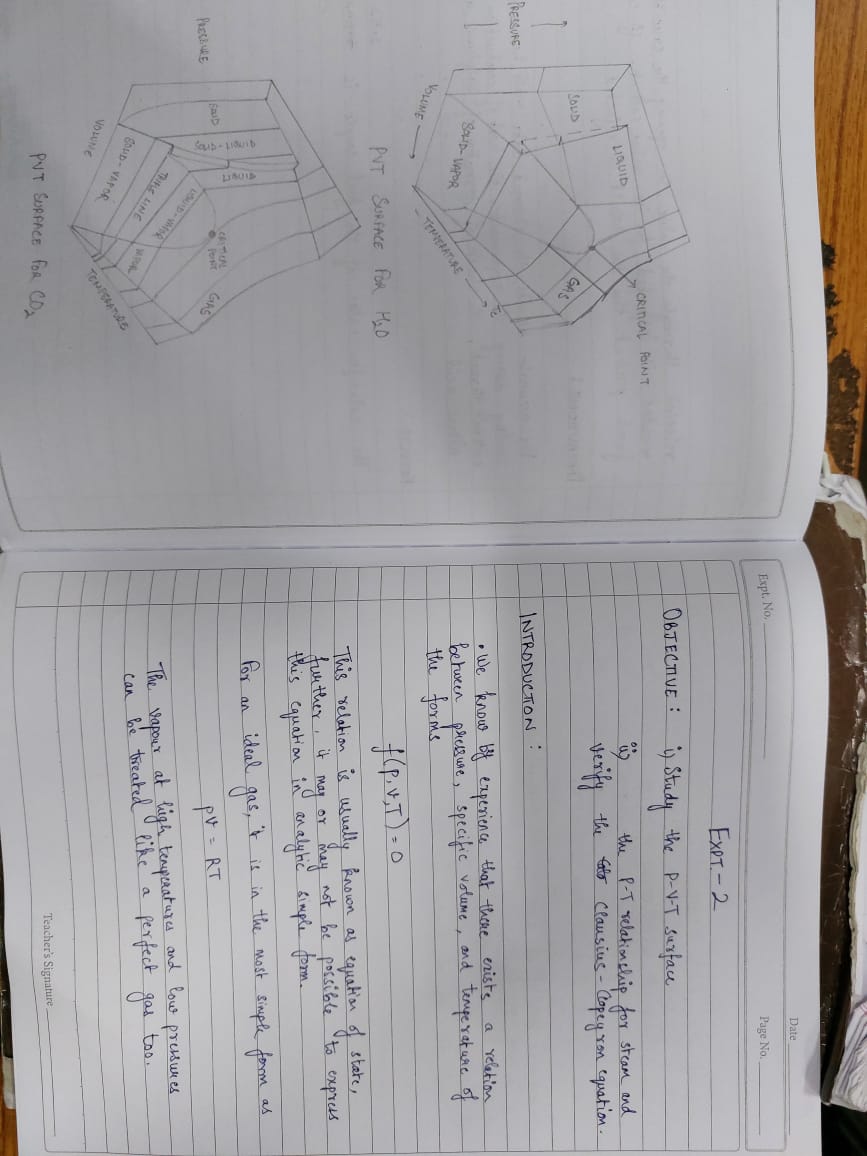 CRITICAL POINT
LIQUID
SOLID
GAS
PRESSURE
SOLID-VAPOR
VOLUME
TEMPERATURE
PVT SURFACE FOR H2O
SOLID
SOLID-LIQUID
LIQUID
CRITICAL POINT
GAS
PRESSURE
LIQUID-VAPOR
TRIPLE LINE
VAPOR
SOLID-VAPOR
VOLUME
TEMPERATURE
PVT SURFACE FOR CO2
Date
Expt. No.
Page No.
EXPT.-2
OBJECTIVE : i) Study the P-V-T surface
ii) the P-T relationship for steam and
verify the Clausius-Clapeyron equation.
INTRODUCTION :
• We know by experience that there exists a relation
between pressure, specific volume, and temperature of
the forms
f(p,v,T) = 0
This relation is usually known as equation of state,
further, it may or may not be possible to express
this equation in analytic simple form.
For an ideal gas, it is in the most simple form as
pv = RT
The vapour at high temperatures and low pressures
can be treated like a perfect gas too.
Teacher's Signature